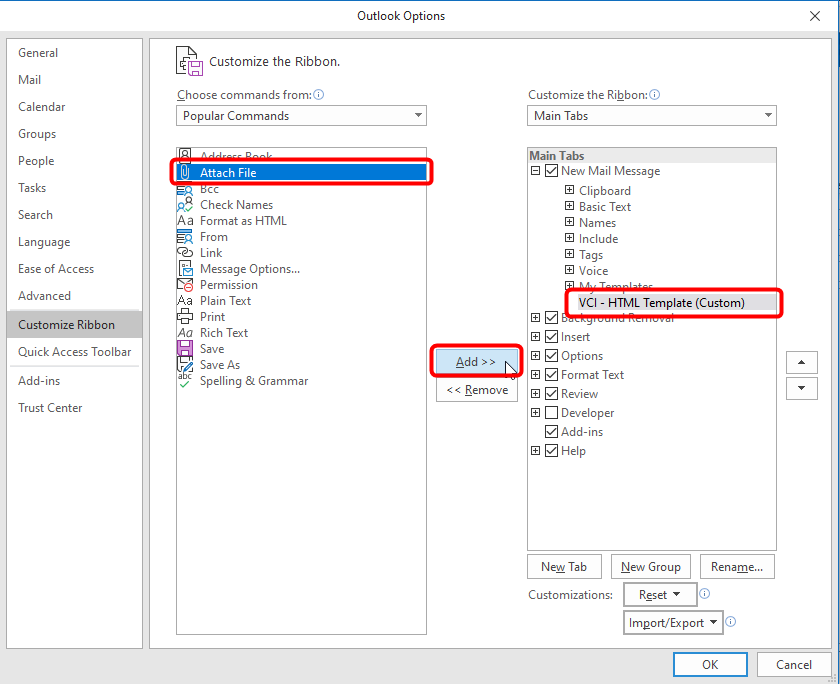 Outlook Options
General
Mail
Calendar
Groups
People
Tasks
Search
Language
Ease of Access
Advanced
Customize Ribbon
Quick Access Toolbar
Add-ins
Trust Center
Customize the Ribbon.
Choose commands from:
Popular Commands
Address Book
Attach File
Bcc
Check Names
Format as HTML
From
Link
Message Options...
Permission
Plain Text
Print
Rich Text
Save
Save As
Spelling & Grammar
Add >>
<< Remove
Customize the Ribbon:
Main Tabs
Main Tabs
New Mail Message
Clipboard
Basic Text
Names
Include
Tags
Voice
My Templates
VCI - HTML Template (Custom)
Background Removal
Insert
Options
Format Text
Review
Developer
Add-ins
Help
New Tab
New Group
Rename...
Customizations:
Reset
Import/Export
OK
Cancel